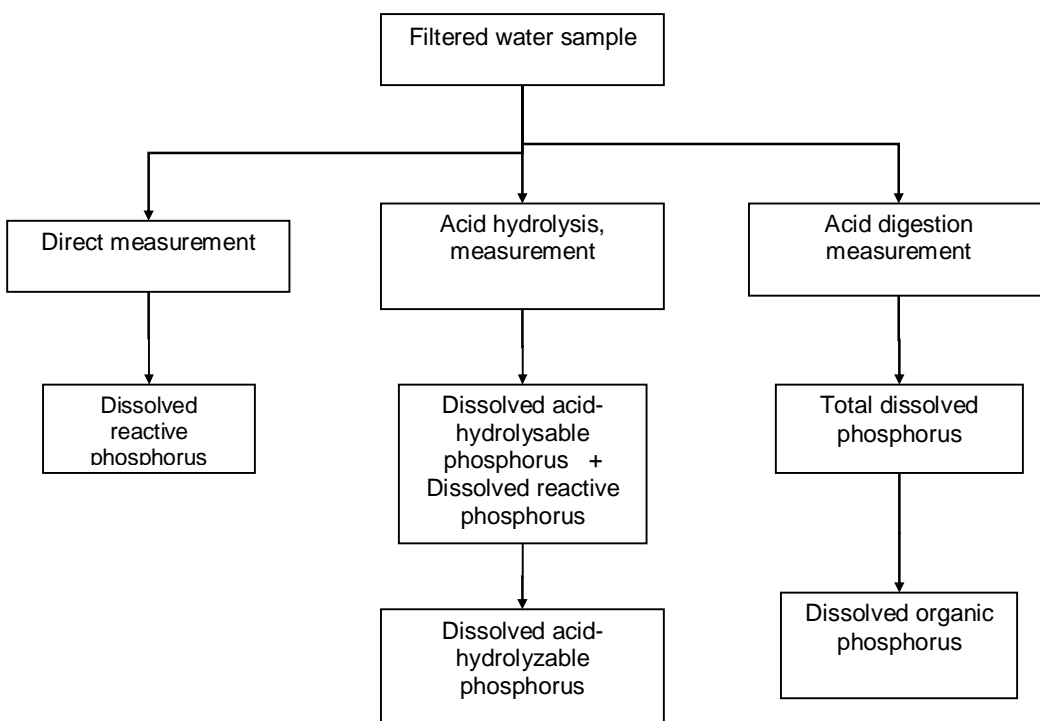 Filtered water sample
Direct measurement
Acid hydrolysis,
measurement
Acid digestion
measurement
Dissolved
reactive
phosphorus
Dissolved acid-
hydrolysable
phosphorus +
Dissolved reactive
phosphorus
Total dissolved
phosphorus
Dissolved acid-
hydrolyzable
phosphorus
Dissolved organic
phosphorus